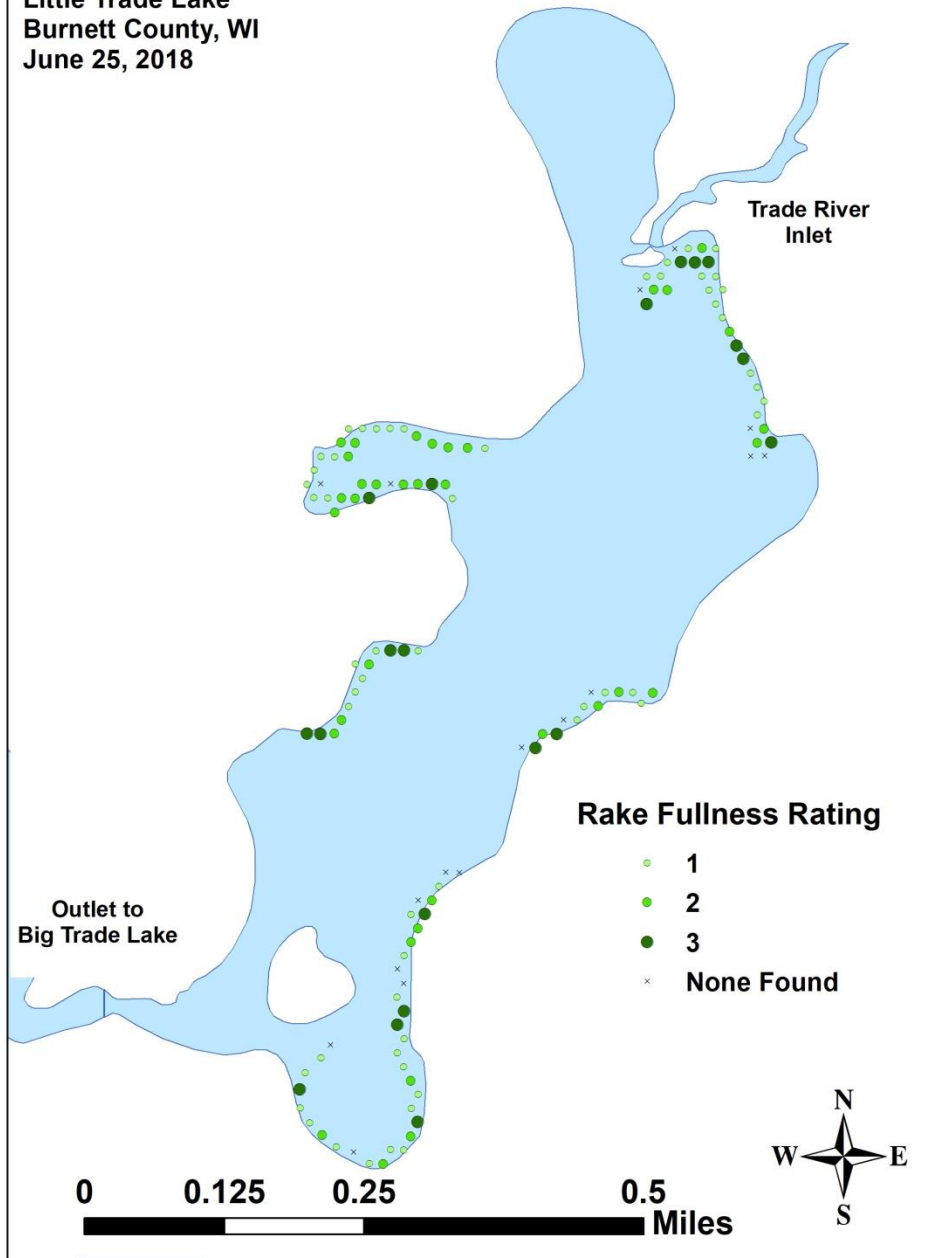 Little Trade Lake
Burnett County, WI
June 25, 2018
Trade River
Inlet
Rake Fullness Rating
1
2
3
None Found
Outlet to
Big Trade Lake
N
W E
S
0 0.125 0.25 0.5
Miles